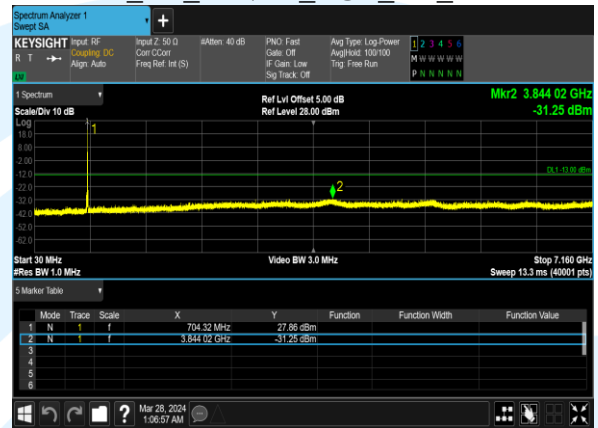 Spectrum Analyzer 1
Swept SA
+
KEYSIGHT Input: RF Input Z: 50 Ω #Atten: 40 dB PNO: Fast Avg Type: Log-Power 1 2 3 4 5 6
R T Coupling: DC Corr CCorr Gate: Off Avg|Hold: 100/100 M W W W W W
Align: Auto Freq Ref: Int (S) IF Gain: Low Trig: Free Run
Sig Track: Off P N N N N N
1 Spectrum Ref Lvl Offset 5.00 dB Mkr2 3.844 02 GHz
Scale/Div 10 dB Ref Level 28.00 dBm -31.25 dBm
Log
18.0
8.00
-2.00
-12.0
-22.0
-32.0
-42.0
-52.0
-62.0
1
2
DL1 -13.00 dBm
Start 30 MHz Video BW 3.0 MHz Stop 7.160 GHz
#Res BW 1.0 MHz Sweep 13.3 ms (40001 pts)
5 Marker Table
Mode Trace Scale X Y Function Function Width Function Value
1 N 1 f 704.32 MHz 27.86 dBm
2 N 1 f 3.844 02 GHz -31.25 dBm
3
4
5
6
? Mar 28, 2024
1:06:57 AM